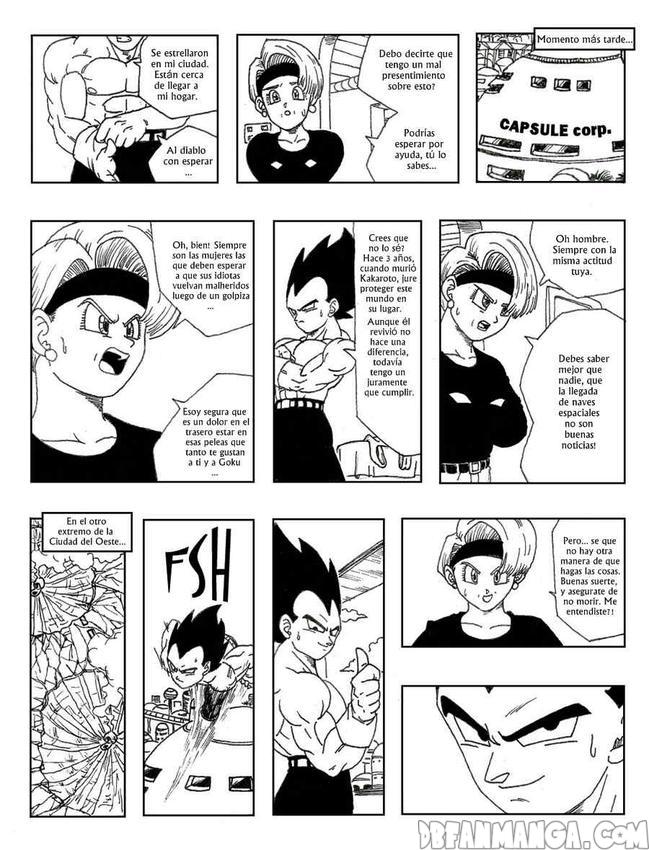 Momento más tarde...
CAPSULE corp.
Debo decirte que
tengo un mal
presentimiento
sobre esto?
Podrías
esperar por
ayuda, tú lo
sabes...
Se estrellaron
en mi ciudad.
Están cerca
de llegar a
mi hogar.
Al diablo
con esperar
...
Oh hombre.
Siempre con la
misma actitud
tuya.
Debes saber
mejor que
nadie, que
la llegada
de naves
espaciales
no son
buenas
noticias!
Crees que
no lo sé?
Hace 3 años,
cuando murió
Kakaroto, jure
proteger este
mundo en
su lugar.
Aunque él
revivió no
hace una
diferencia,
todavía
tengo un
juramente
que cumplir.
Oh, bien! Siempre
son las mujeres las
que deben esperar
a que sus idiotas
vuelvan malheridos
luego de un golpiza
...
Esoy segura que
es un dolor en el
trasero estar en
esas peleas que
tanto te gustan
a ti y a Goku
...
Pero... se que
no hay otra
manera de que
hagas las cosas.
Buenas suerte,
y asegurate de
no morir. Me
entendiste?!
FSH
En el otro
extremo de la
Ciudad del Oeste...
DBFANMANGA.COM